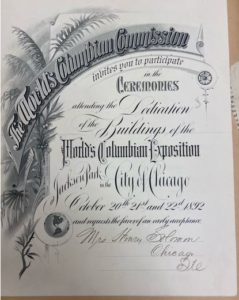 The World's Columbian Commission
invites you to participate
in the
Ceremonies
attending the Dedication
of the Buildings of the
World's Columbian Exposition
Jackson Park in the City of Chicago
October 20th 21st and 22nd 1892
and requests the favor of an early acceptance.
Mrs. Henry Solomon
Chicago
Ill